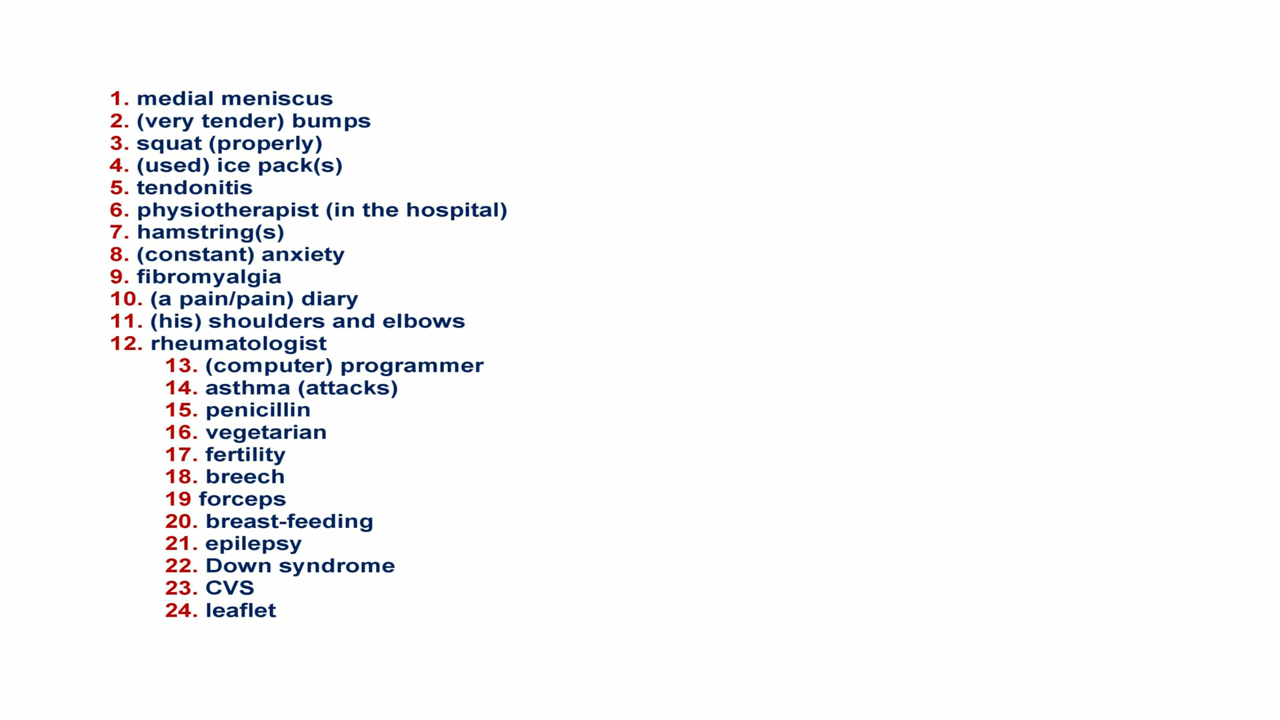 1. medial meniscus
2. (very tender) bumps
3. squat (properly)
4. (used) ice pack(s)
5. tendonitis
6. physiotherapist (in the hospital)
7. hamstring(s)
8. (constant) anxiety
9. fibromyalgia
10. (a pain/pain) diary
11. (his) shoulders and elbows
12. rheumatologist
13. (computer) programmer
14. asthma (attacks)
15. penicillin
16. vegetarian
17. fertility
18. breech
19 forceps
20. breast-feeding
21. epilepsy
22. Down syndrome
23. CVS
24. leaflet